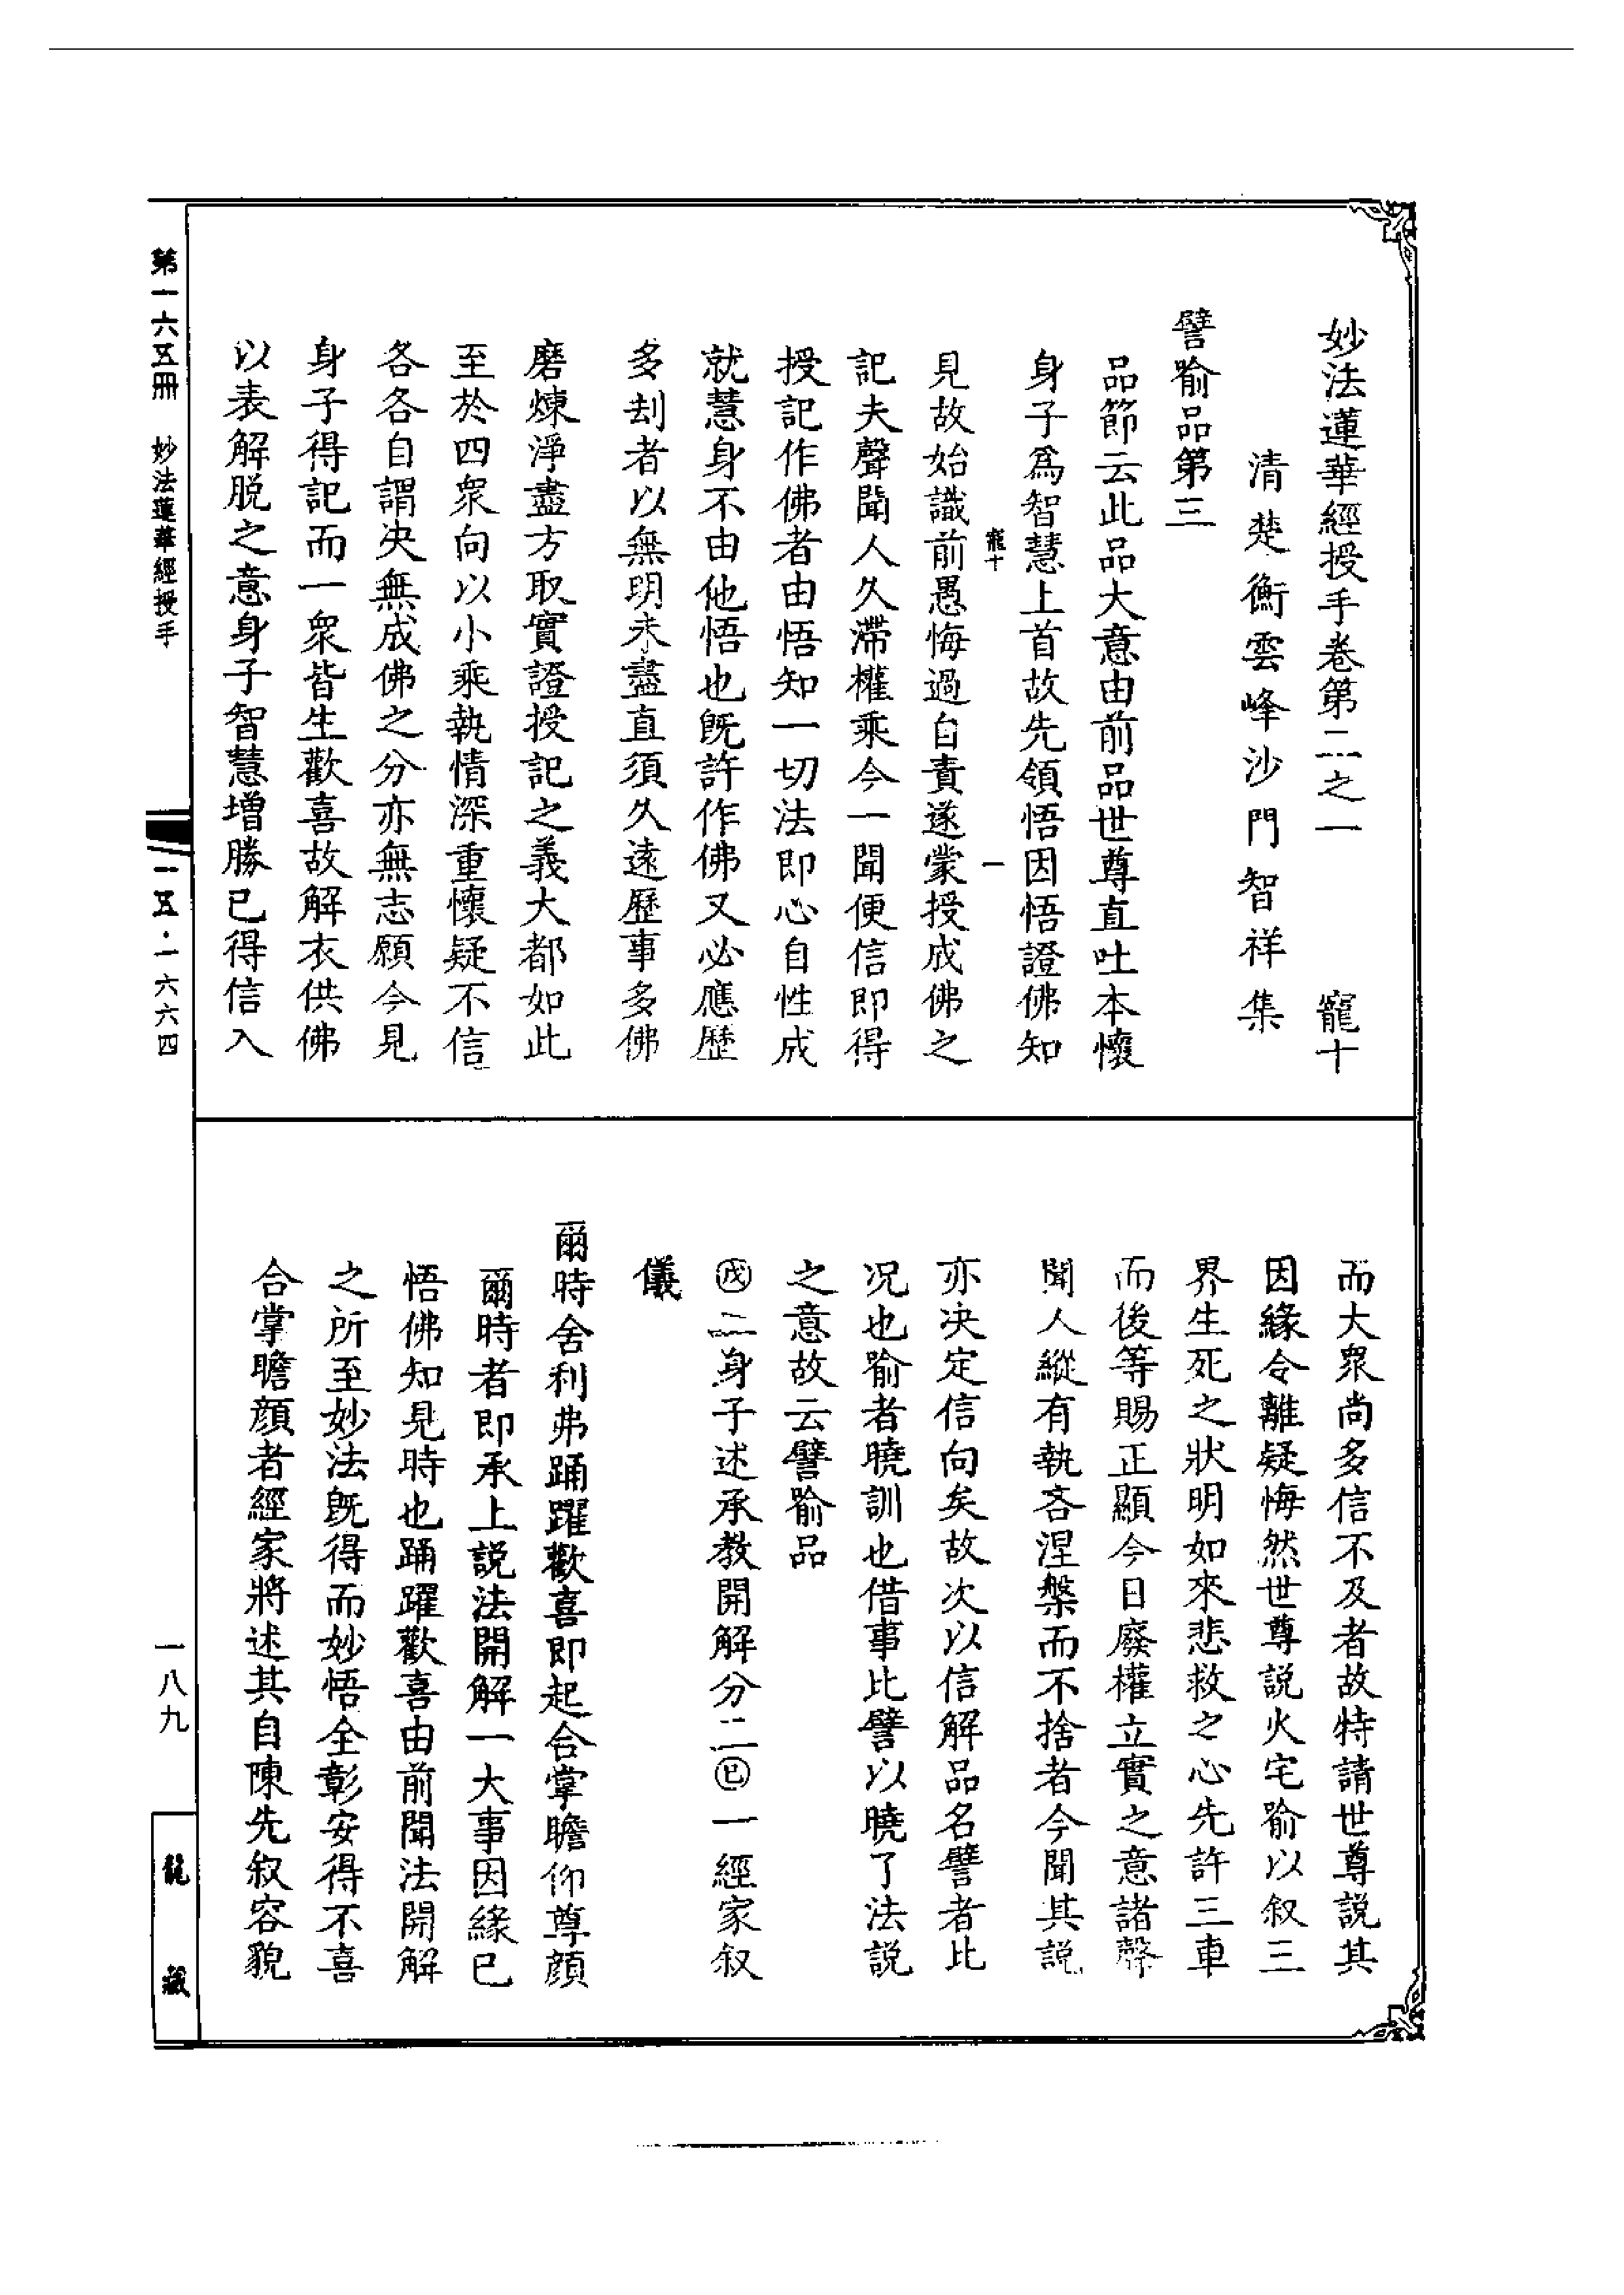 妙法蓮華經授手卷第二之一　寵十
清楚衡雲峰沙門智祥集
譬喻品第三
品節云此品大意由前品世尊直吐本懷
身子爲智慧上首故先領悟因悟證佛知
寵十　一
見故始識前愚悔過自責遂蒙授成佛之
記夫聲聞人久滯權乘今一聞便信即得
授記作佛者由悟知一切法即心自性成
就慧身不由他悟也旣許作佛又必應歷
多刦者以無明未盡直須久遠歷事多佛
磨煉淨盡方取實證授記之義大都如此
至於四衆向以小乘執情深重懷疑不信
各各自謂决無成佛之分亦無志願今見
身子得記而一衆皆生歡喜故解衣供佛
以表解脱之意身子智慧增勝已得信入
而大衆尚多信不及者故特請世尊説其
因緣令離疑悔然世尊説火宅喻以叙三
界生死之狀明如來悲救之心先許三車
而後等賜正顯今日廢權立實之意諸聲
聞人縱有執吝涅槃而不捨者今聞其説
亦决定信向矣故次以信解品名譬者比
况也喻者曉訓也借事比譬以曉了法説
之意故云譬喻品
㊋二身子述承教開解分二㊁一經家叙
儀
爾時舍利弗踊躍歡喜即起合掌瞻仰尊顔
爾時者即承上説法開解一大事因緣已
悟佛知見時也踊躍歡喜由前聞法開解
之所至妙法旣得而妙悟全彰安得不喜
合掌瞻顔者經家將述其自陳先叙容貌
第一六五冊　妙法蓮華經授手　一五·一六六四　一八九　龍藏